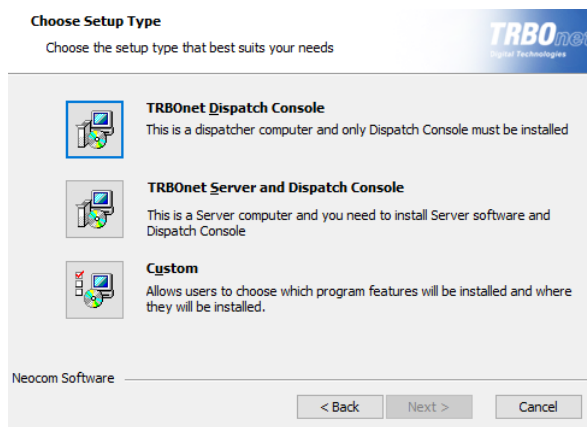 Choose Setup Type
Choose the setup type that best suits your needs
TRBOnet
Digital Technologies
TRBOnet Dispatch Console
This is a dispatcher computer and only Dispatch Console must be installed
TRBOnet Server and Dispatch Console
This is a Server computer and you need to install Server software and
Dispatch Console
Custom
Allows users to choose which program features will be installed and where
they will be installed.
Neocom Software
< Back
Next >
Cancel